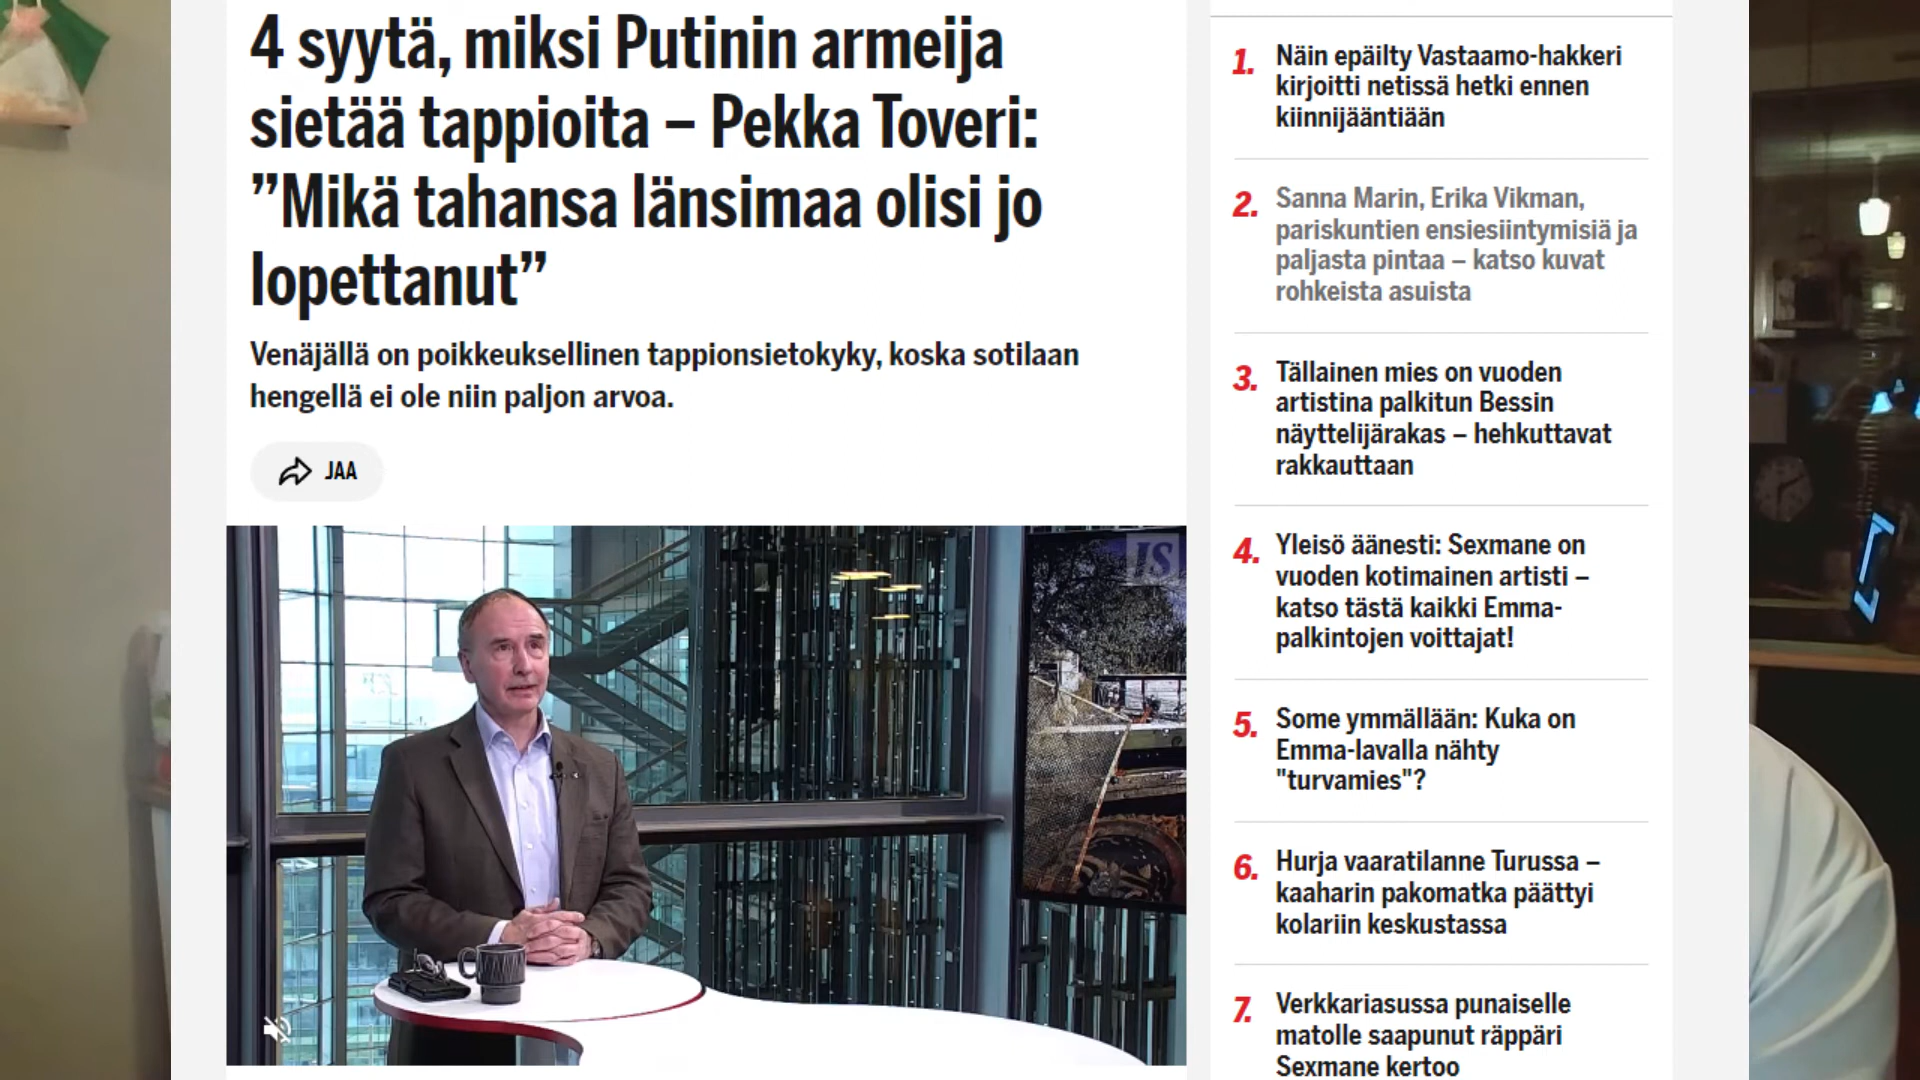 4 syytä, miksi Putinin armeija
sietää tappioita – Pekka Toveri:
”Mikä tahansa länsimaa olisi jo
lopettanut”
Venäjällä on poikkeuksellinen tappionsietokyky, koska sotilaan
hengellä ei ole niin paljon arvoa.
JAA
IS
1. Näin epäilty Vastaamo-hakkeri
kirjoitti netissä hetki ennen
kiinnijääntiään
2. Sanna Marin, Erika Vikman,
pariskuntien ensiesiintymisiä ja
paljasta pintaa – katso kuvat
rohkeista asuista
3. Tällainen mies on vuoden
artistina palkitun Bessin
näyttelijärakas – hehkuttavat
rakkauttaan
4. Yleisö äänesti: Sexmane on
vuoden kotimainen artisti –
katso tästä kaikki Emma-
palkintojen voittajat!
5. Some ymmällään: Kuka on
Emma-lavalla nähty
"turvamies"?
6. Hurja vaaratilanne Turussa –
kaaharin pakomatka päättyi
kolariin keskustassa
7. Verkkariasussa punaiselle
matolle saapunut räppäri
Sexmane kertoo